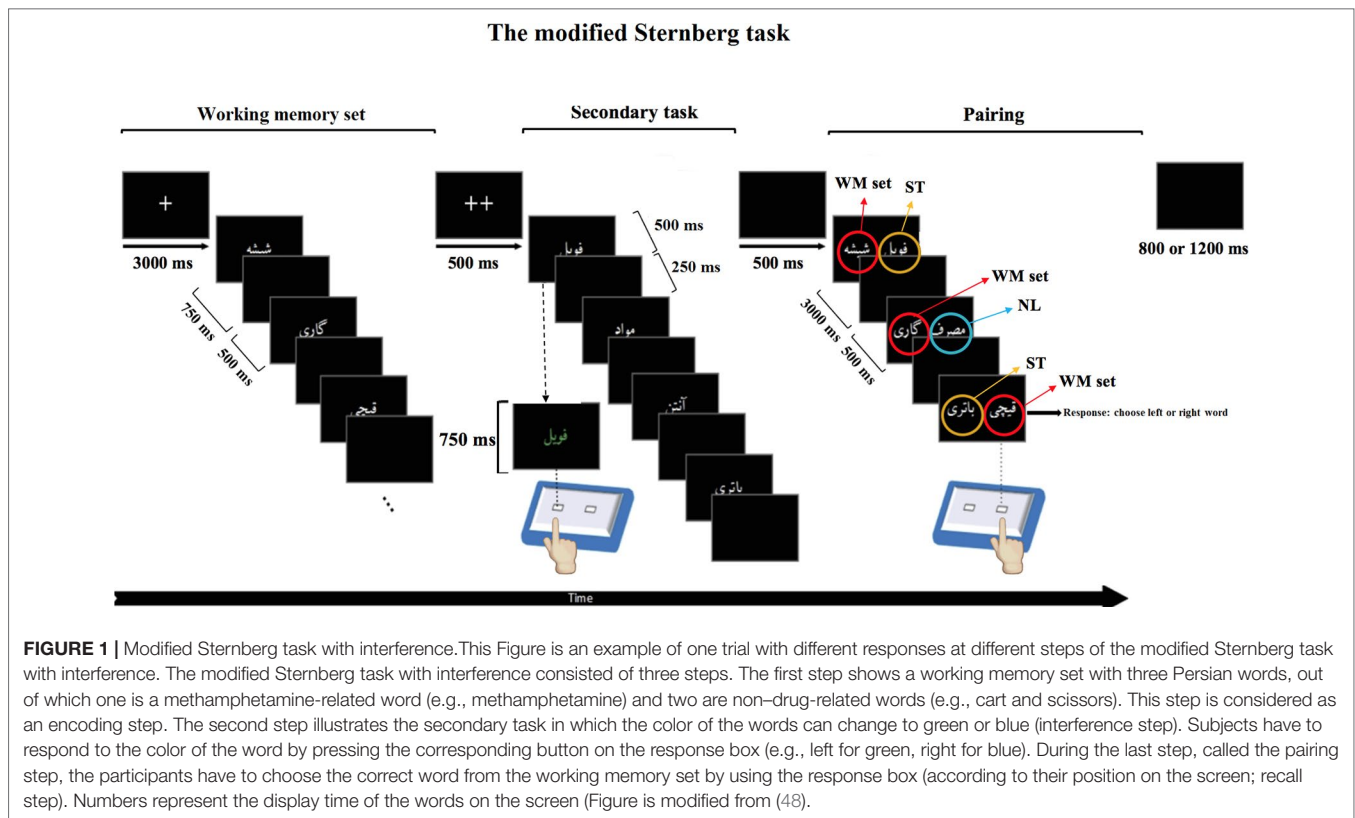 The modified Sternberg task
Working memory set
Secondary task
Pairing
+
3000 ms
شیشه
گاری
قیچی
750 ms
500 ms
...
++
500 ms
فویل
مواد
آنتن
باتری
500 ms
250 ms
750 ms
فویل
500 ms
WM set
ST
شیشه فویل
WM set
NL
گاری مصرف
ST
WM set
باتری قیچی
3000 ms
500 ms
Response: choose left or right word
800 or 1200 ms
Time
FIGURE 1 | Modified Sternberg task with interference.This Figure is an example of one trial with different responses at different steps of the modified Sternberg task
with interference. The modified Sternberg task with interference consisted of three steps. The first step shows a working memory set with three Persian words, out
of which one is a methamphetamine-related word (e.g., methamphetamine) and two are non–drug-related words (e.g., cart and scissors). This step is considered as
an encoding step. The second step illustrates the secondary task in which the color of the words can change to green or blue (interference step). Subjects have to
respond to the color of the word by pressing the corresponding button on the response box (e.g., left for green, right for blue). During the last step, called the pairing
step, the participants have to choose the correct word from the working memory set by using the response box (according to their position on the screen; recall
step). Numbers represent the display time of the words on the screen (Figure is modified from (48).